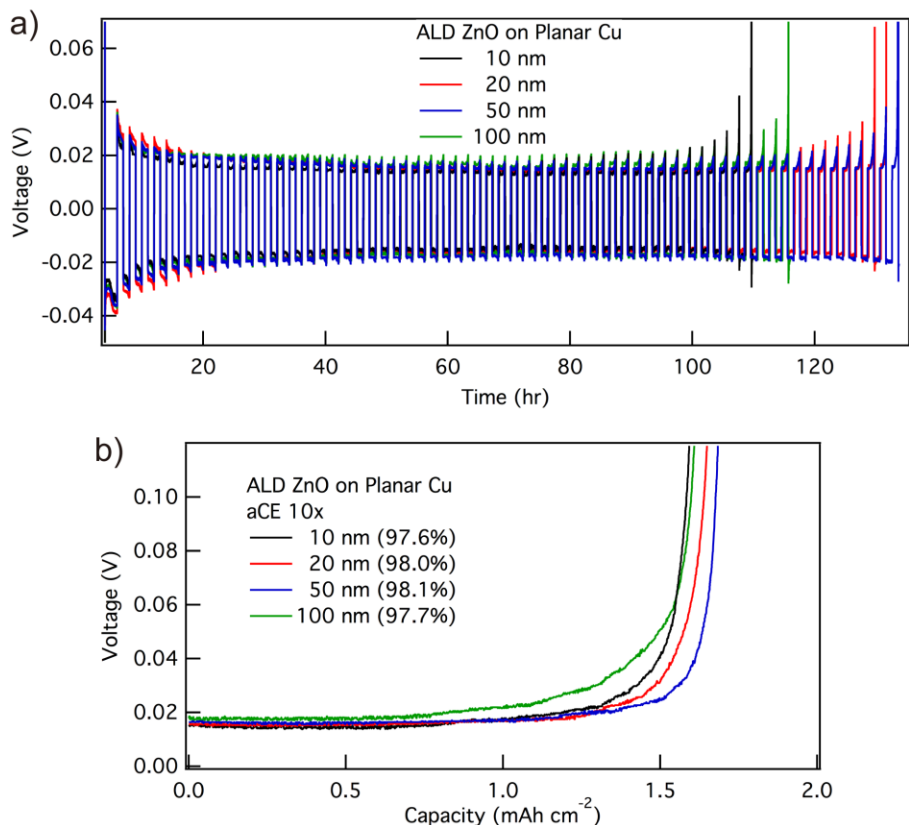 a)
ALD ZnO on Planar Cu
10 nm
20 nm
50 nm
100 nm
0.06
0.04
0.02
0.00
-0.02
-0.04
Voltage (V)
20
40
60
80
100
120
Time (hr)
b)
ALD ZnO on Planar Cu
aCE 10x
10 nm (97.6%)
20 nm (98.0%)
50 nm (98.1%)
100 nm (97.7%)
0.10
0.08
0.06
0.04
0.02
0.00
Voltage (V)
0.0
0.5
1.0
1.5
2.0
Capacity (mAh cm⁻²)